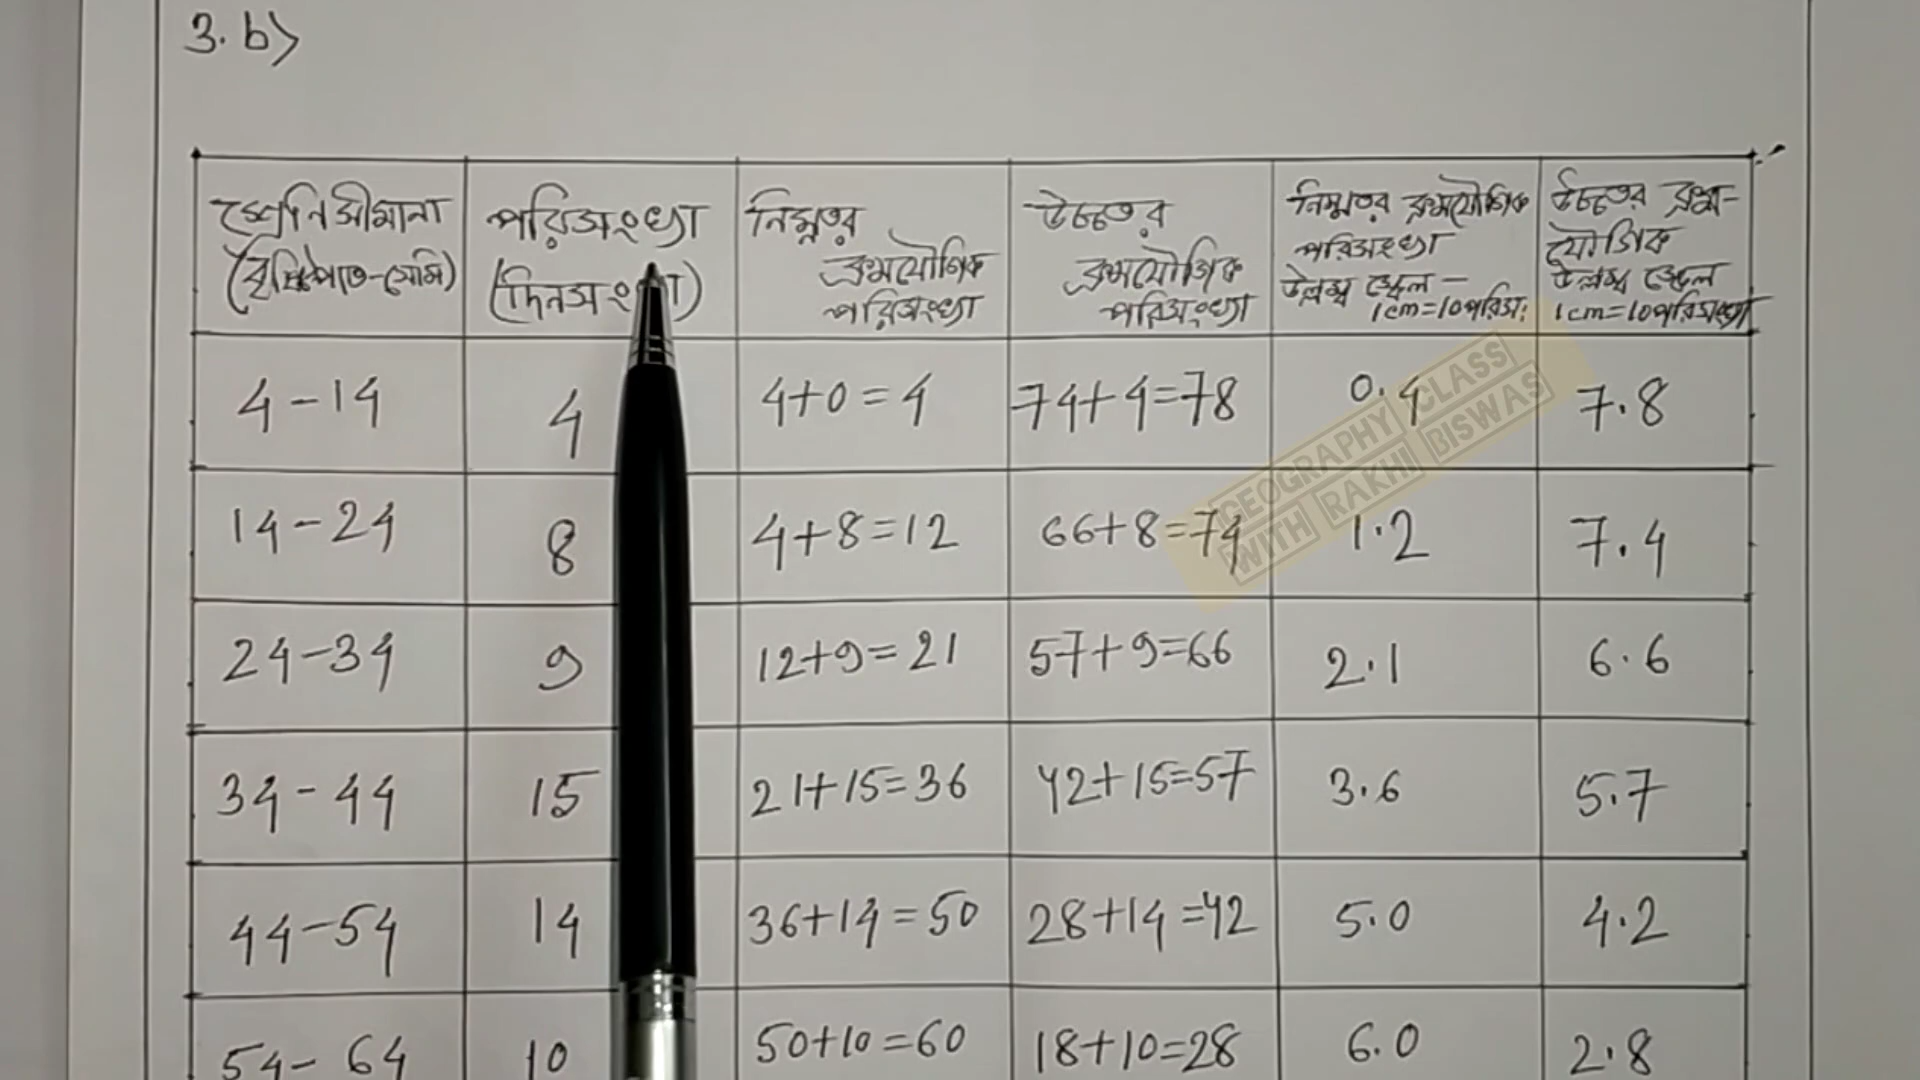 3. b)
শ্রেণিসীমানা
(বৃষ্টিপাত-সেমি)
পরিসংখ্যা
(দিনসংখ্যা)
নিম্নতর
ক্রমযৌগিক
পরিসংখ্যা
উচ্চতর
ক্রমযৌগিক
পরিসংখ্যা
নিম্নতর ক্রমযৌগিক
পরিসংখ্যা
উল্লম্ব স্কেল –
1cm=10পরিসং
উচ্চতর ক্রম-
যৌগিক
উল্লম্ব স্কেল
1cm=10পরিসংখ্যা
4-14 4 4+0=4 74+4=78 0.4 7.8
14-24 8 4+8=12 66+8=74 1.2 7.4
24-34 9 12+9=21 57+9=66 2.1 6.6
34-44 15 21+15=36 42+15=57 3.6 5.7
44-54 14 36+14=50 28+14=42 5.0 4.2
54-64 10 50+10=60 18+10=28 6.0 2.8
GEOGRAPHY CLASS
WITH RAKHI BISWAS